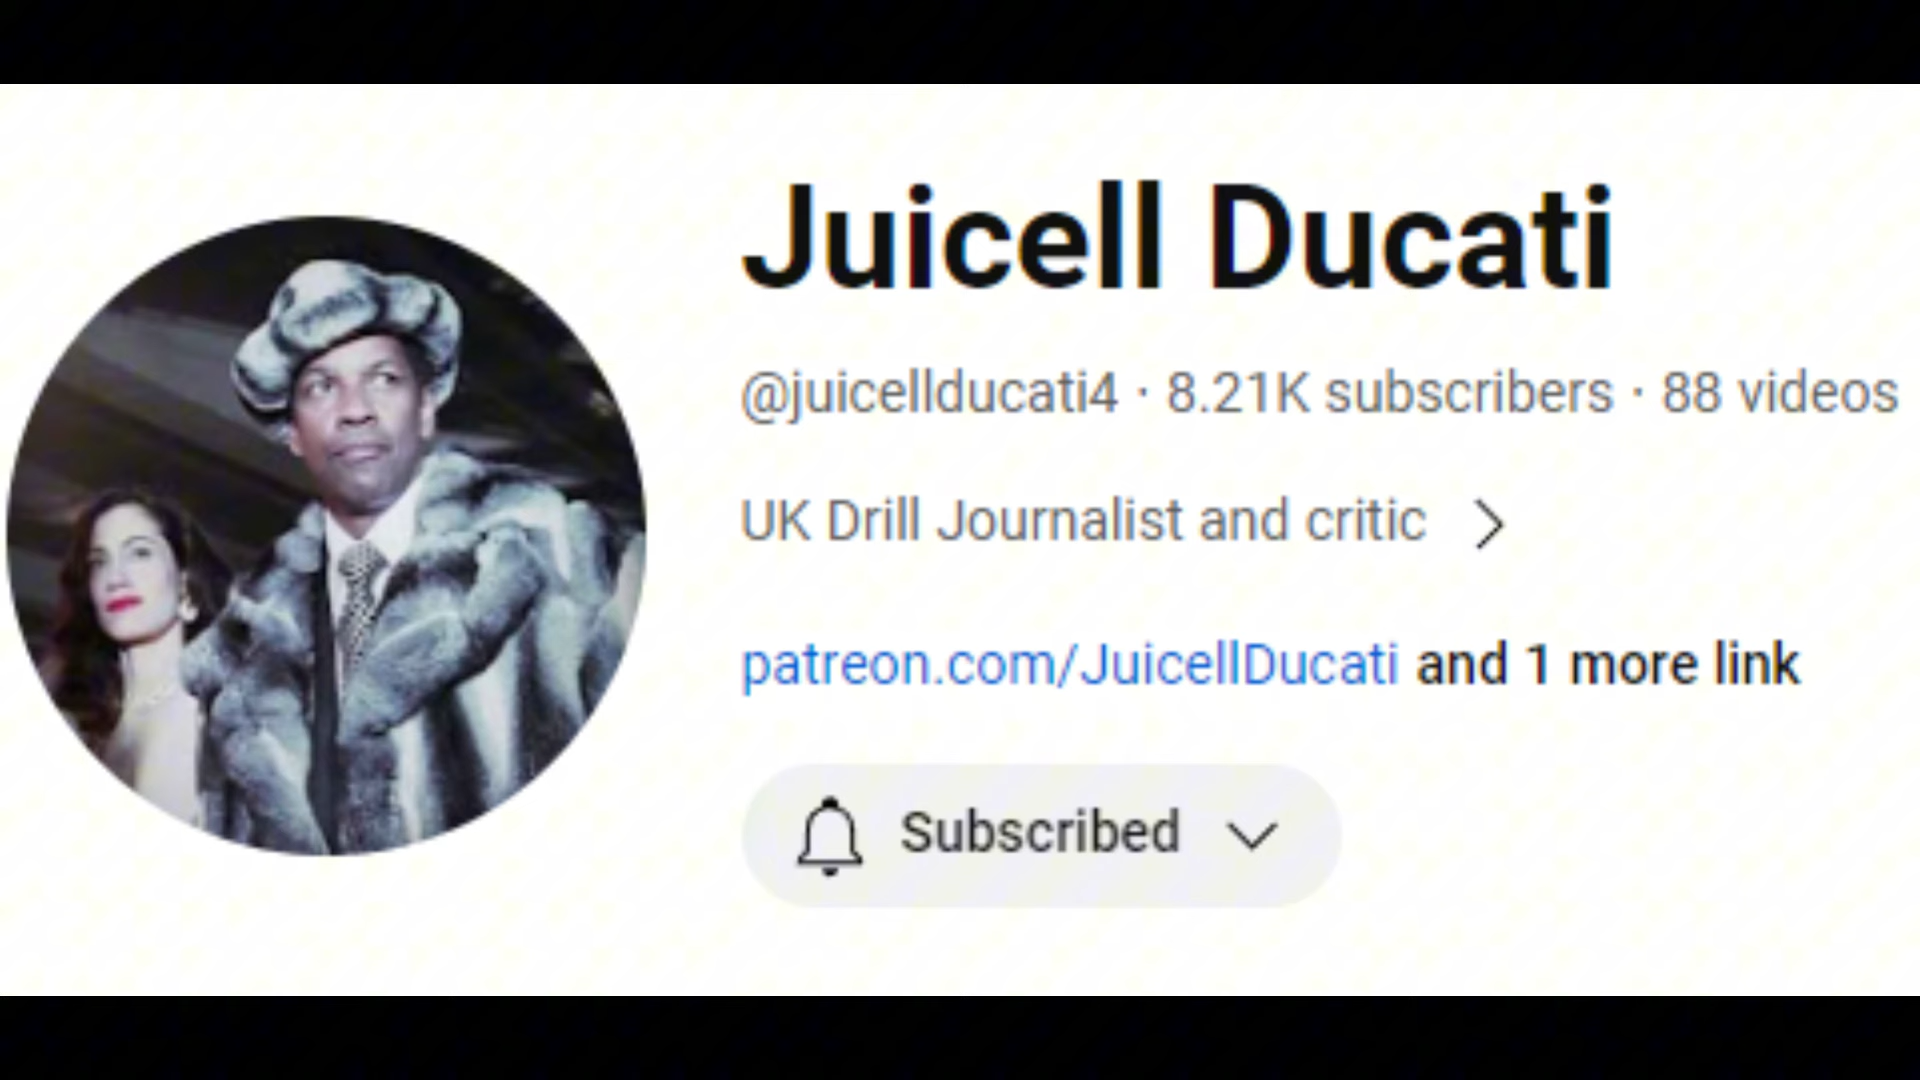 Juicell Ducati
@juicellducati4 · 8.21K subscribers · 88 videos
UK Drill Journalist and critic
patreon.com/JuicellDucati and 1 more link
Subscribed